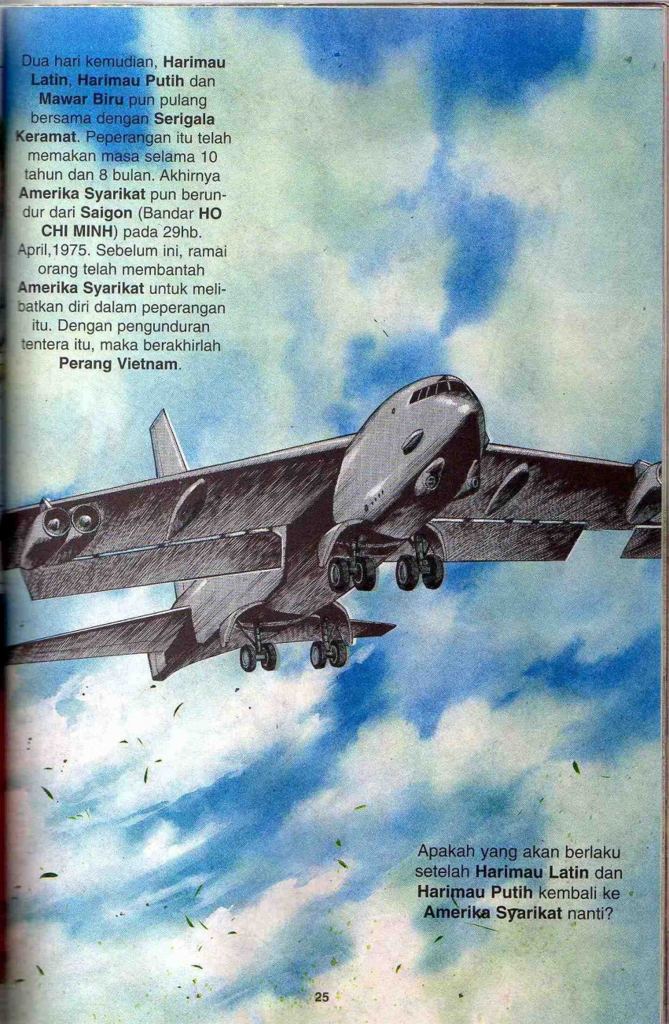 Dua hari kemudian, Harimau
Latin, Harimau Putih dan
Mawar Biru pun pulang
bersama dengan Serigala
Keramat. Peperangan itu telah
memakan masa selama 10
tahun dan 8 bulan. Akhirnya
Amerika Syarikat pun berun-
dur dari Saigon (Bandar HO
CHI MINH) pada 29hb.
April,1975. Sebelum ini, ramai
orang telah membantah
Amerika Syarikat untuk meli-
batkan diri dalam peperangan
itu. Dengan pengunduran
tentera itu, maka berakhirlah
Perang Vietnam.
Apakah yang akan berlaku
setelah Harimau Latin dan
Harimau Putih kembali ke
Amerika Syarikat nanti?
25